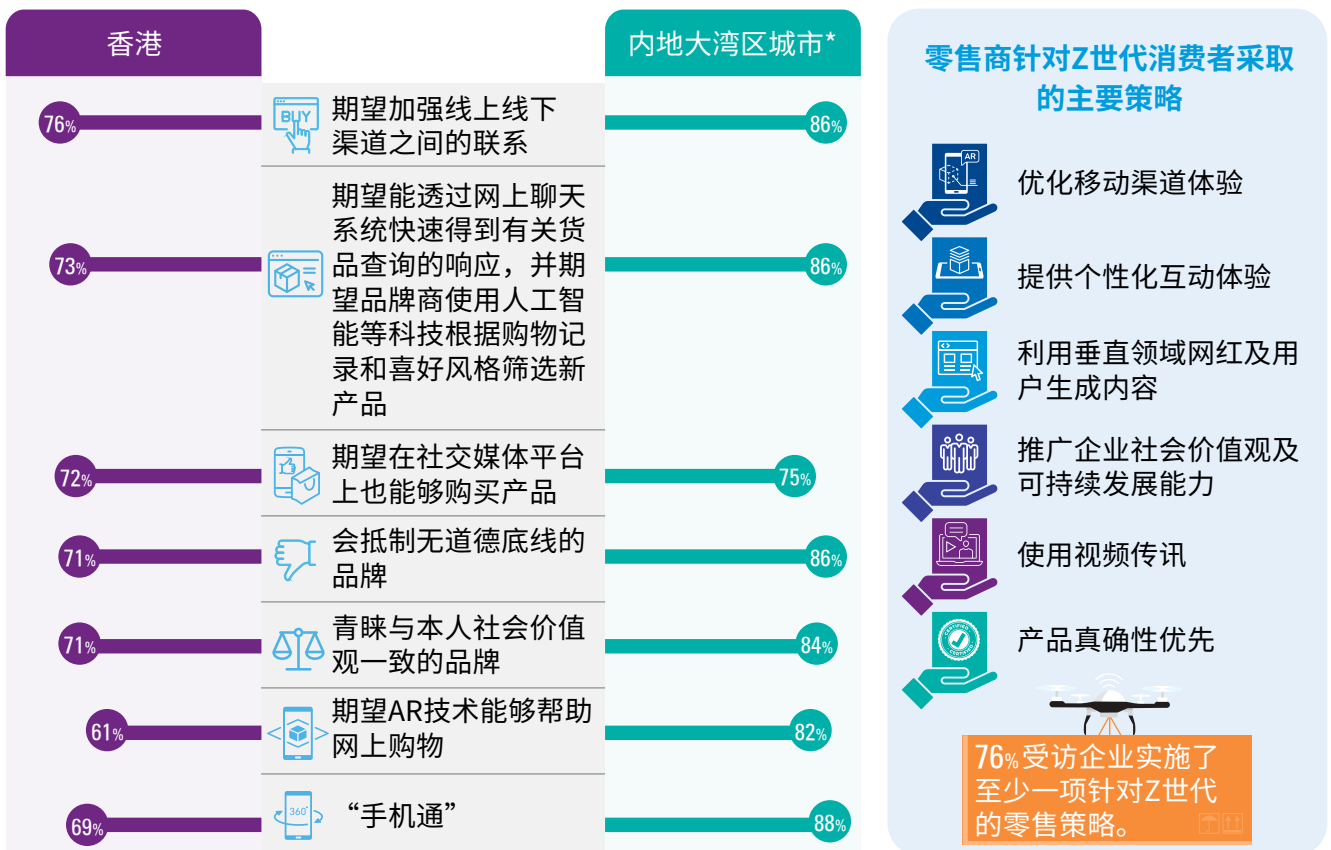 香港
内地大湾区城市*
76%
BUY
期望加强线上线下
渠道之间的联系
86%
73%
期望能透过网上聊天
系统快速得到有关货
品查询的响应，并期
望品牌商使用人工智
能等科技根据购物记
录和喜好风格筛选新
产品
86%
72%
期望在社交媒体平台
上也能够购买产品
75%
71%
会抵制无道德底线的
品牌
86%
71%
青睐与本人社会价值
观一致的品牌
84%
61%
期望AR技术能够帮助
网上购物
82%
69%
360°
“手机通”
88%
零售商针对Z世代消费者采取
的主要策略
AR
优化移动渠道体验
提供个性化互动体验
利用垂直领域网红及用
户生成内容
推广企业社会价值观及
可持续发展能力
使用视频传讯
CERTIFIED
CERTIFIED
产品真确性优先
76%受访企业实施了
至少一项针对Z世代
的零售策略。